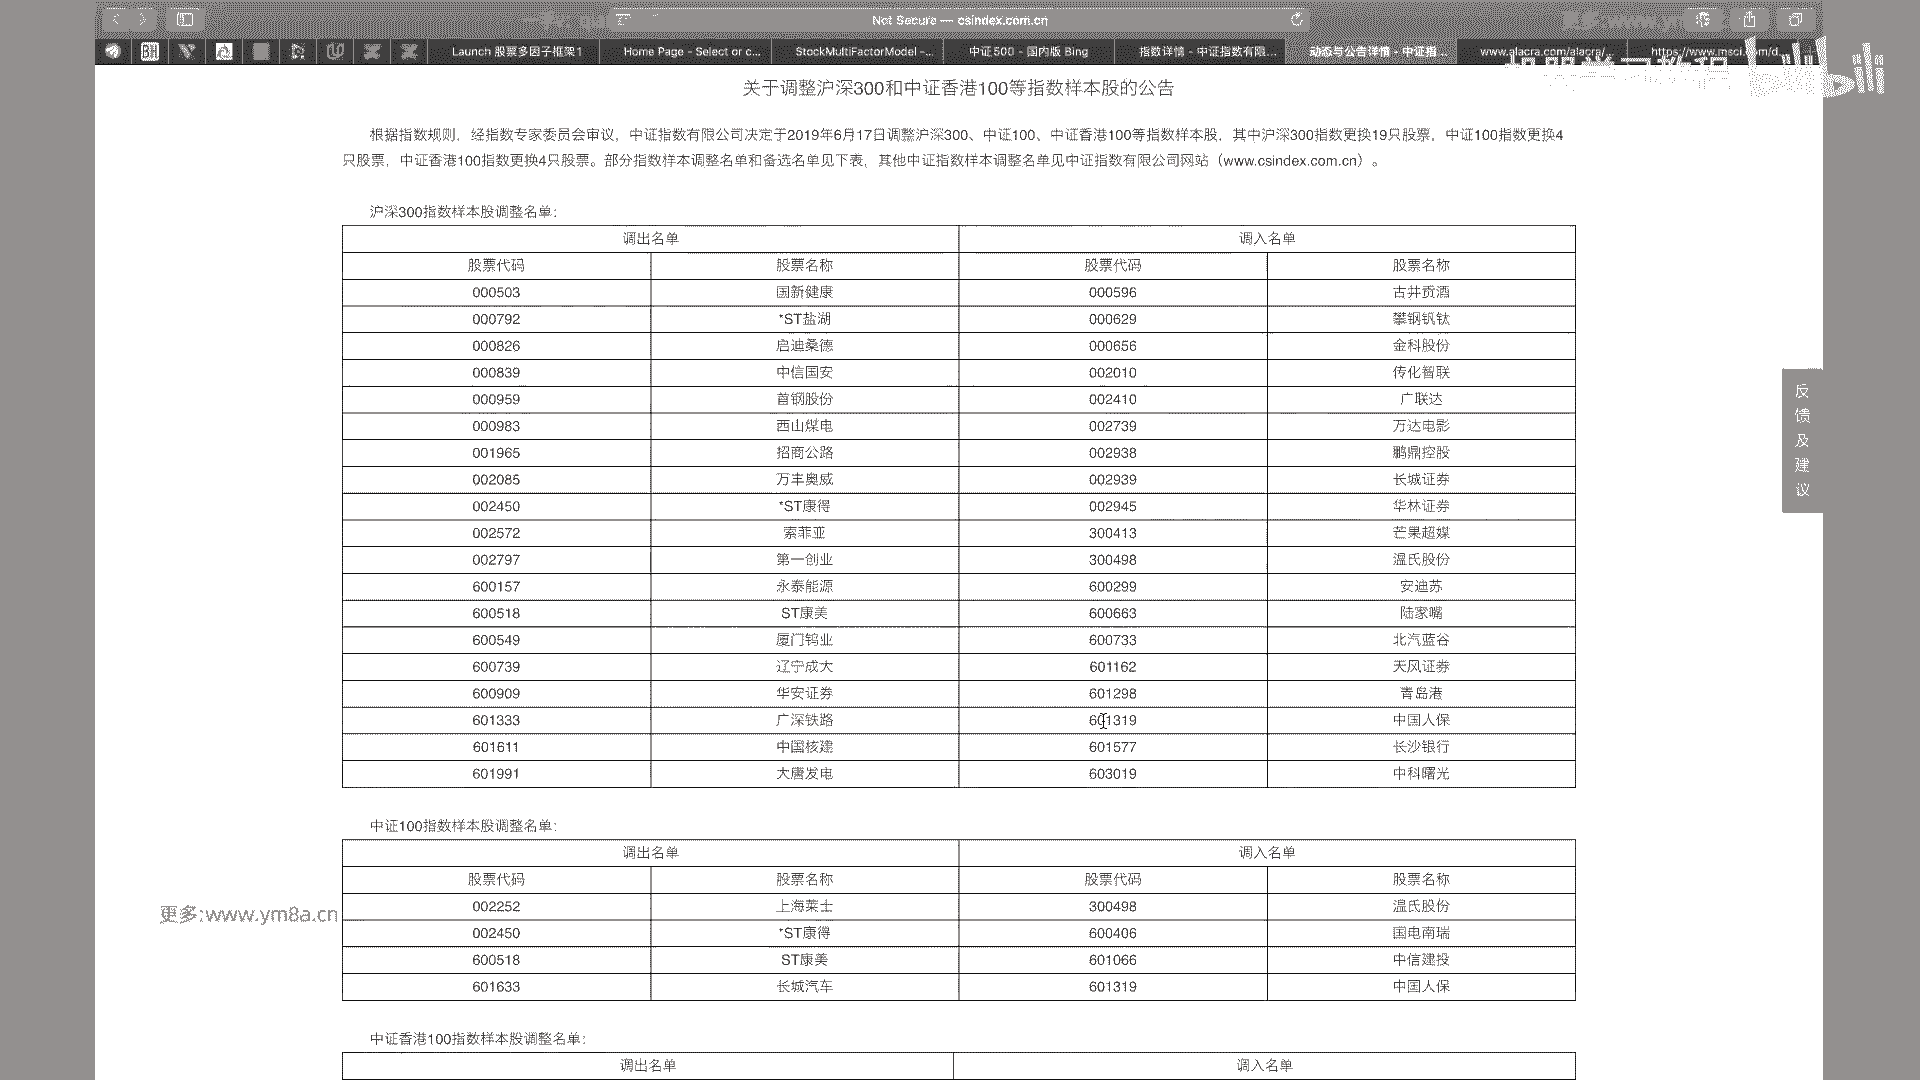 Not Secure — csindex.com.cn
Launch 股票多因子框架1
Home Page - Select or c...
StockMultiFactorModel -...
中证500 - 国内版 Bing
指数详情 - 中证指数有限...
动态与公告详情 - 中证指...
www.alacra.com/alacra/...
https://www.msci.com/d...
bilibili
关于调整沪深300和中证香港100等指数样本股的公告
根据指数规则，经指数专家委员会审议，中证指数有限公司决定于2019年6月17日调整沪深300、中证100、中证香港100等指数样本股，其中沪深300指数更换19只股票，中证100指数更换4
只股票，中证香港100指数更换4只股票。部分指数样本调整名单和备选名单见下表，其他中证指数样本调整名单见中证指数有限公司网站（www.csindex.com.cn）。
沪深300指数样本股调整名单：
调出名单 调入名单
股票代码 股票名称 股票代码 股票名称
000503 国新健康 000596 古井贡酒
000792 *ST盐湖 000629 攀钢钒钛
000826 启迪桑德 000656 金科股份
000839 中信国安 002010 传化智联
000959 首钢股份 002410 广联达
000983 西山煤电 002739 万达电影
001965 招商公路 002938 鹏鼎控股
002085 万丰奥威 002939 长城证券
002450 *ST康得 002945 华林证券
002572 索菲亚 300413 芒果超媒
002797 第一创业 300498 温氏股份
600157 永泰能源 600299 安迪苏
600518 ST康美 600663 陆家嘴
600549 厦门钨业 600733 北汽蓝谷
600739 辽宁成大 601162 天风证券
600909 华安证券 601298 青岛港
601333 广深铁路 601319 中国人保
601611 中国核建 601577 长沙银行
601991 大唐发电 603019 中科曙光
中证100指数样本股调整名单：
调出名单 调入名单
股票代码 股票名称 股票代码 股票名称
002252 上海莱士 300498 温氏股份
002450 *ST康得 600406 国电南瑞
600518 ST康美 601066 中信建投
601633 长城汽车 601319 中国人保
中证香港100指数样本股调整名单：
调出名单 调入名单
反
馈
及
建
议
更多:www.ym8a.cn